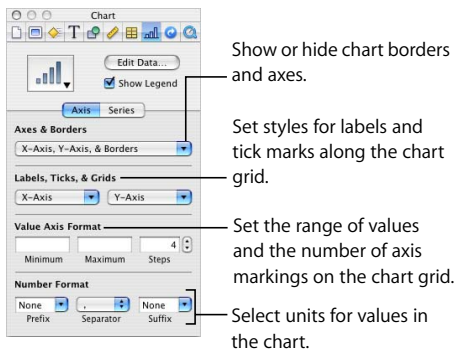 Chart
T
Edit Data...
Show Legend
Axis Series
Axes & Borders
X-Axis, Y-Axis, & Borders
Labels, Ticks, & Grids
X-Axis Y-Axis
Value Axis Format
4
Minimum Maximum Steps
Number Format
None , None
Prefix Separator Suffix
Show or hide chart borders
and axes.
Set styles for labels and
tick marks along the chart
grid.
Set the range of values
and the number of axis
markings on the chart grid.
Select units for values in
the chart.